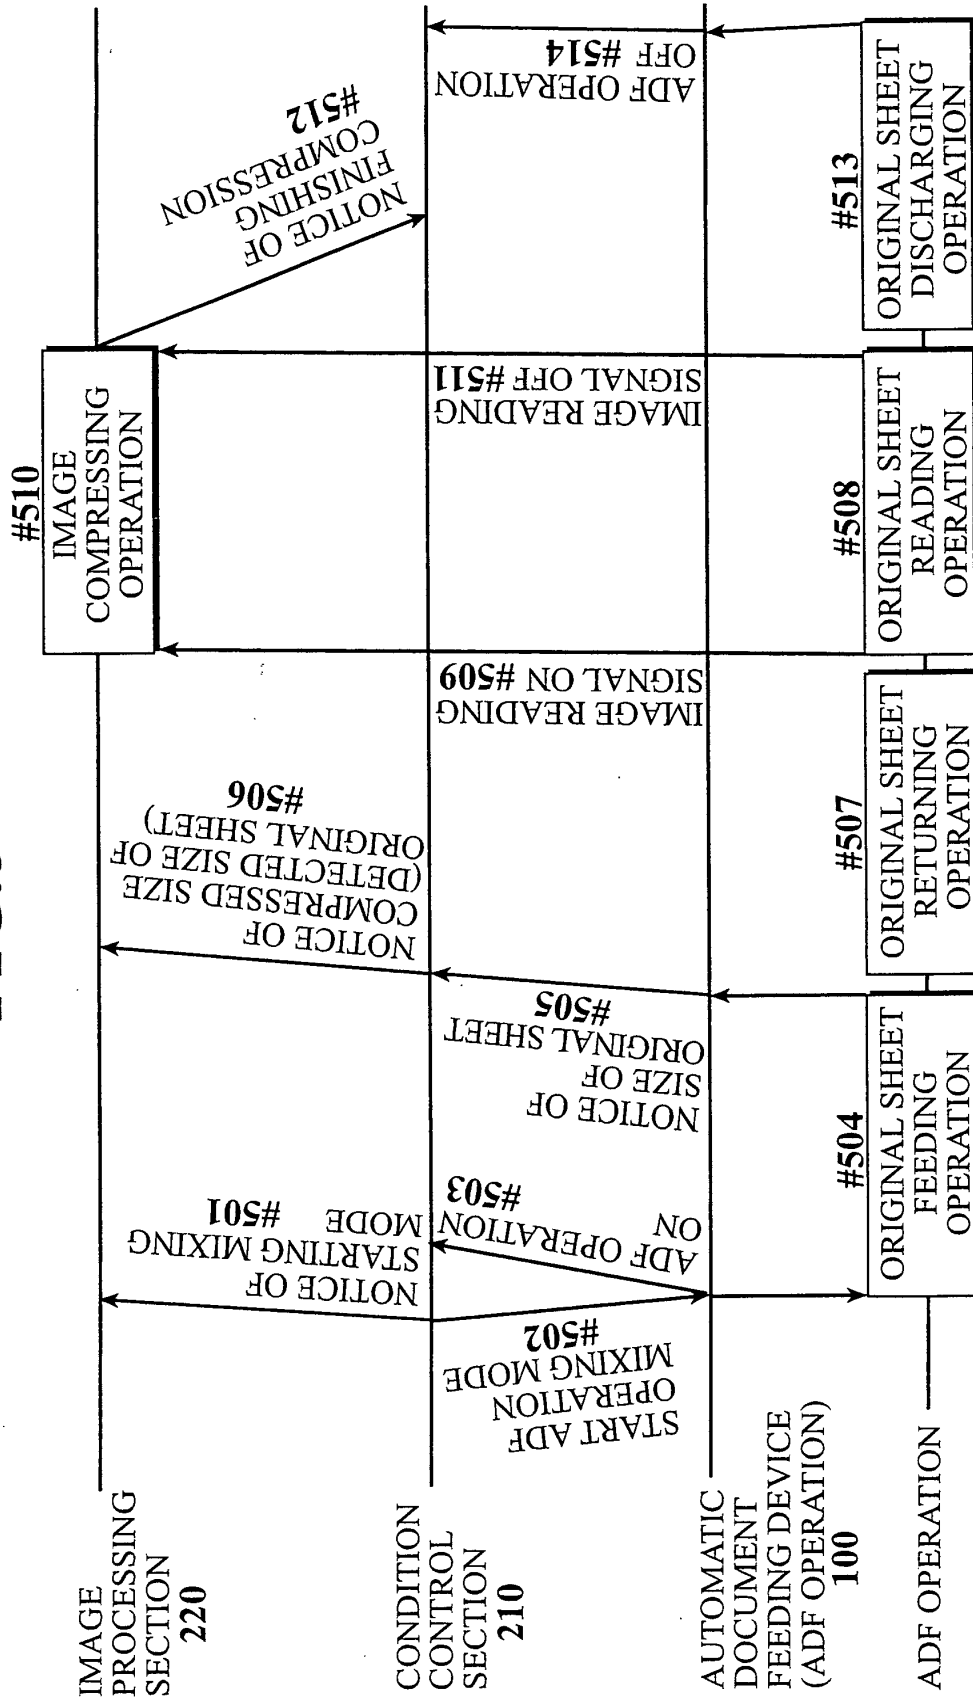 #510
IMAGE
COMPRESSING
OPERATION
IMAGE
PROCESSING
SECTION
220
NOTICE OF
STARTING MIXING
MODE #501
NOTICE OF
COMPRESSED SIZE
(DETECTED SIZE OF
ORIGINAL SHEET)
#506
NOTICE OF
FINISHING
COMPRESSION
#512
CONDITION
CONTROL
SECTION
210
START ADF
OPERATION
MIXING MODE
#502
ADF OPERATION
ON
#503
NOTICE OF
SIZE OF
ORIGINAL SHEET
#505
IMAGE READING
SIGNAL ON #509
IMAGE READING
SIGNAL OFF #511
ADF OPERATION
OFF #514
AUTOMATIC
DOCUMENT
FEEDING DEVICE
(ADF OPERATION)
100
ADF OPERATION
#504
ORIGINAL SHEET
FEEDING
OPERATION
#507
ORIGINAL SHEET
RETURNING
OPERATION
#508
ORIGINAL SHEET
READING
OPERATION
#513
ORIGINAL SHEET
DISCHARGING
OPERATION